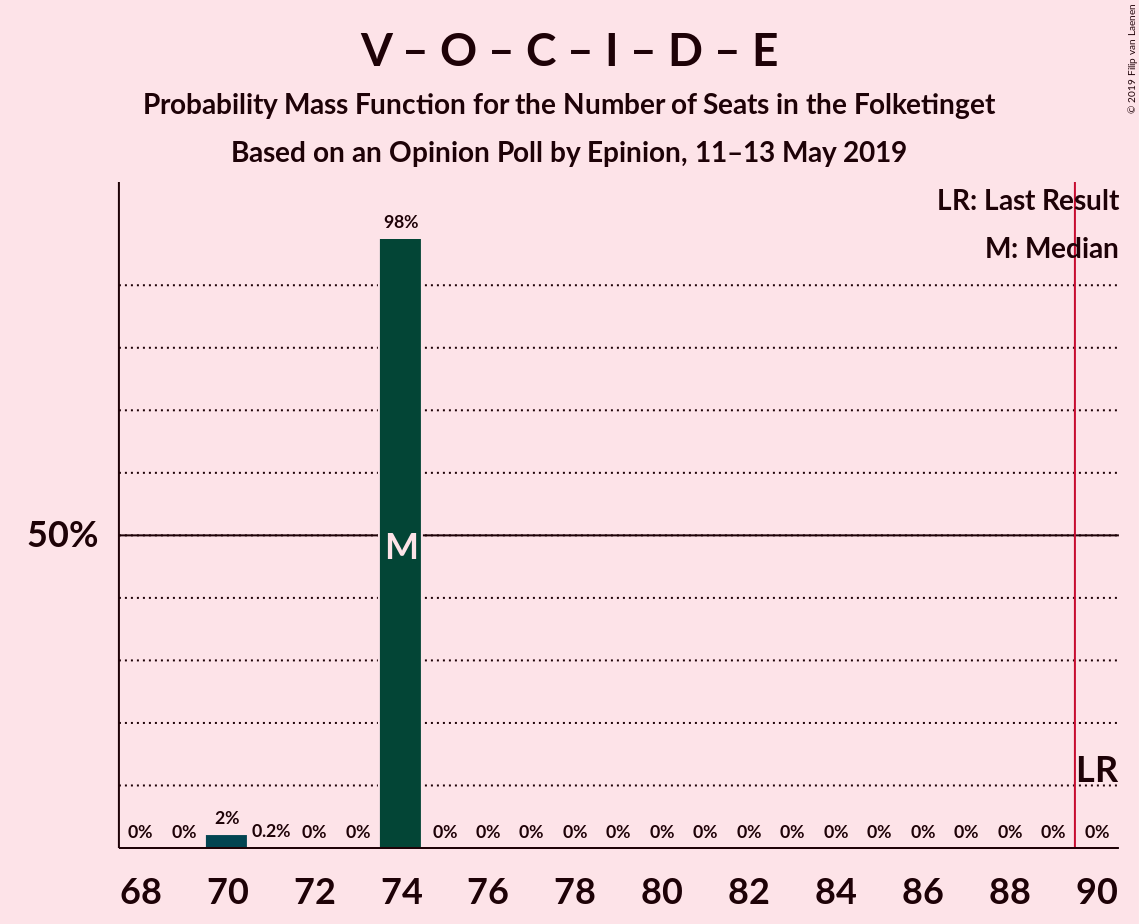 V – O – C – I – D – E
Probability Mass Function for the Number of Seats in the Folketinget
Based on an Opinion Poll by Epinion, 11–13 May 2019
© 2019 Filip van Laenen
LR: Last Result
M: Median
98%
50%
M
LR
0% 0% 2% 0.2% 0% 0% 0% 0% 0% 0% 0% 0% 0% 0% 0% 0% 0% 0% 0% 0% 0% 0%
68 70 72 74 76 78 80 82 84 86 88 90